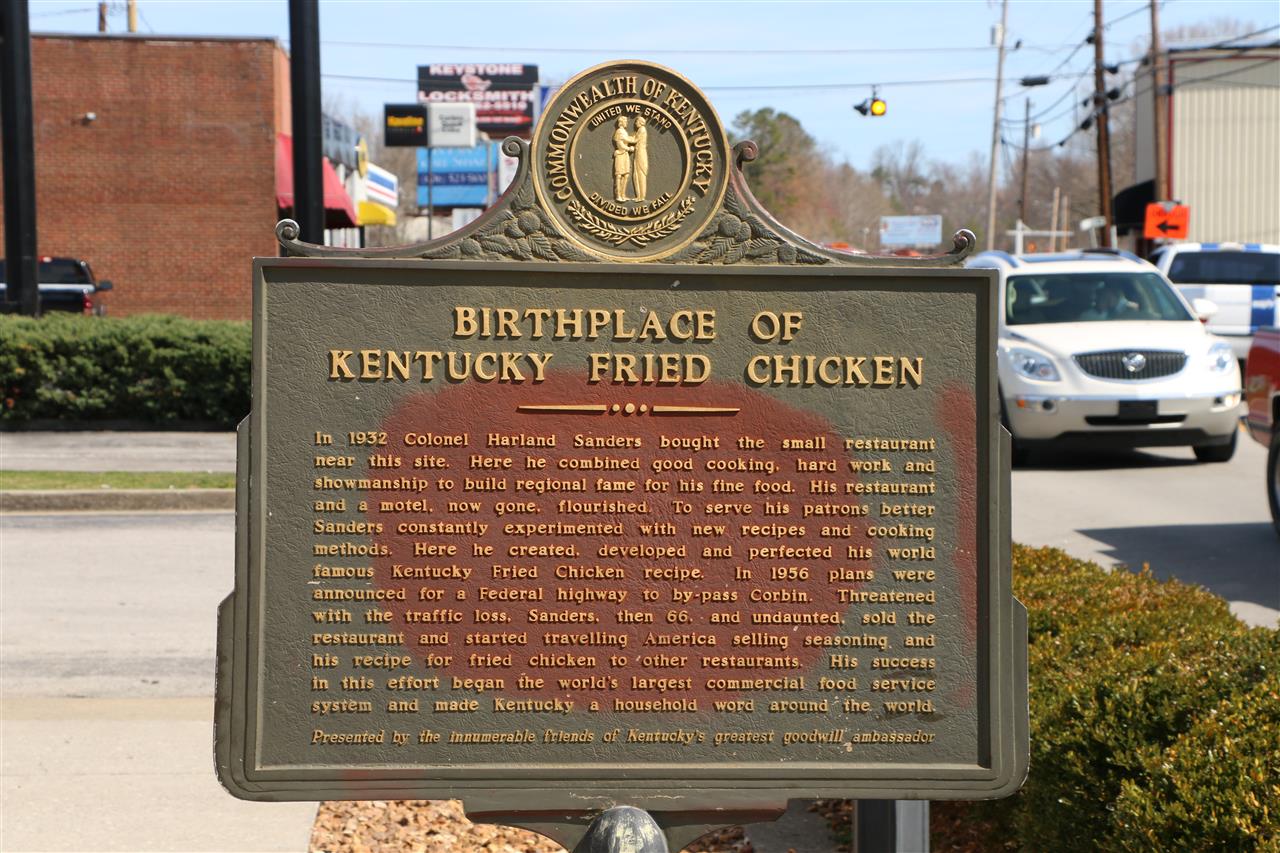 KEYSTONE
LOCKSMITH
COMMONWEALTH OF KENTUCKY
UNITED WE STAND
DIVIDED WE FALL
BIRTHPLACE OF
KENTUCKY FRIED CHICKEN
In 1932 Colonel Harland Sanders bought the small restaurant
near this site. Here he combined good cooking, hard work and
showmanship to build regional fame for his fine food. His restaurant
and a motel, now gone, flourished. To serve his patrons better
Sanders constantly experimented with new recipes and cooking
methods. Here he created, developed and perfected his world
famous Kentucky Fried Chicken recipe. In 1956 plans were
announced for a Federal highway to by-pass Corbin. Threatened
with the traffic loss, Sanders, then 66, and undaunted, sold the
restaurant and started travelling America selling seasoning and
his recipe for fried chicken to other restaurants. His success
in this effort began the world's largest commercial food service
system and made Kentucky a household word around the world.
Presented by the innumerable friends of Kentucky's greatest goodwill ambassador